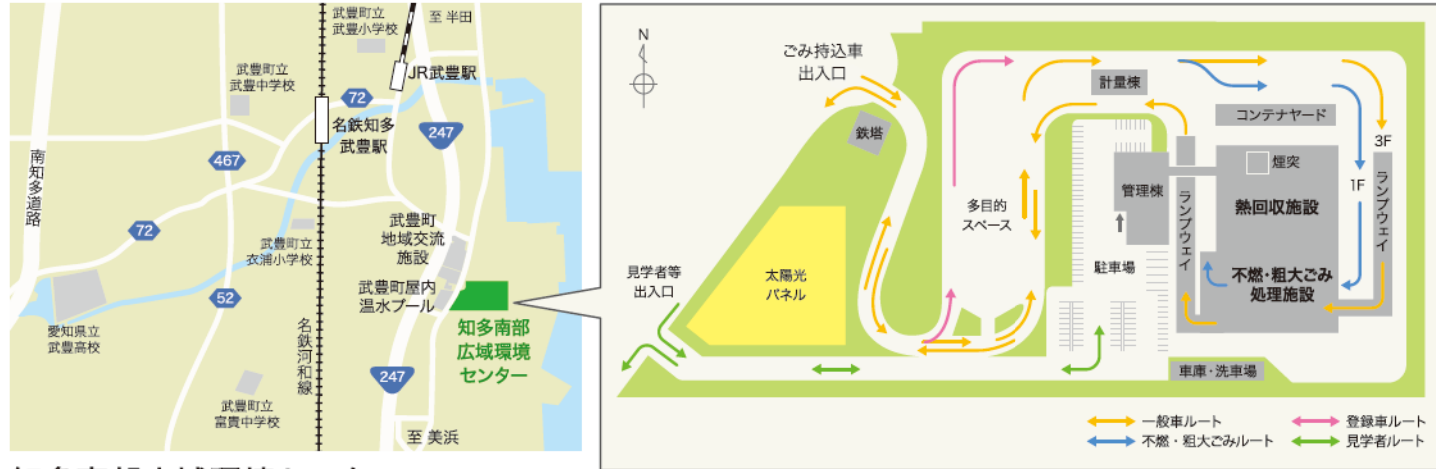 武豊町立
武豊小学校
至 半田
武豊町立
武豊中学校
JR武豊駅
72
名鉄知多
武豊駅
247
467
南知多道路
72
武豊町立
衣浦小学校
武豊町
地域交流
施設
武豊町屋内
温水プール
52
愛知県立
武豊高校
名鉄河和線
知多南部
広域環境
センター
247
武豊町立
富貴中学校
至 美浜
N
ごみ持込車
出入口
計量棟
鉄塔
コンテナヤード
3F
煙突
管理棟
1F
ランプウェイ
ランプウェイ
熱回収施設
多目的
スペース
見学者等
出入口
太陽光
パネル
駐車場
不燃・粗大ごみ
処理施設
車庫・洗車場
一般車ルート
登録車ルート
不燃・粗大ごみルート
見学者ルート